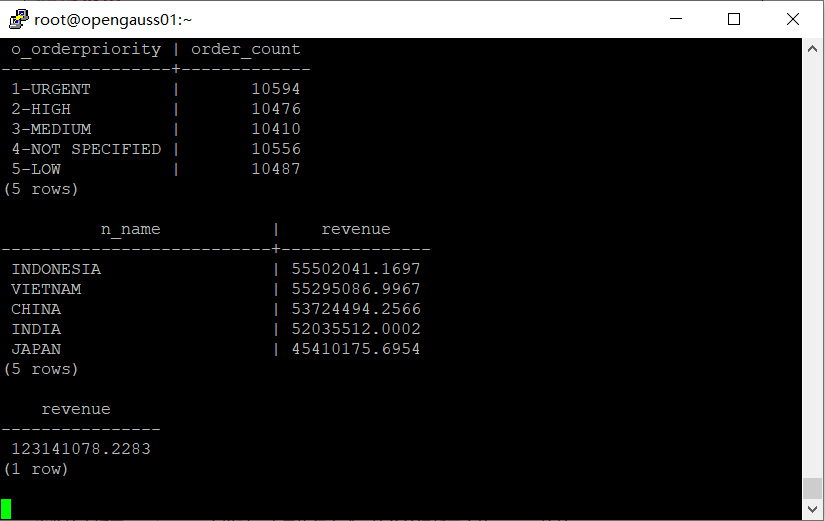 root@opengauss01:~
 o_orderpriority | order_count
-----------------+-------------
 1-URGENT        |       10594
 2-HIGH          |       10476
 3-MEDIUM        |       10410
 4-NOT SPECIFIED |       10556
 5-LOW           |       10487
(5 rows)
         n_name           |    revenue
---------------------------+---------------
 INDONESIA                 | 55502041.1697
 VIETNAM                   | 55295086.9967
 CHINA                     | 53724494.2566
 INDIA                     | 52035512.0002
 JAPAN                     | 45410175.6954
(5 rows)
    revenue
----------------
 123141078.2283
(1 row)